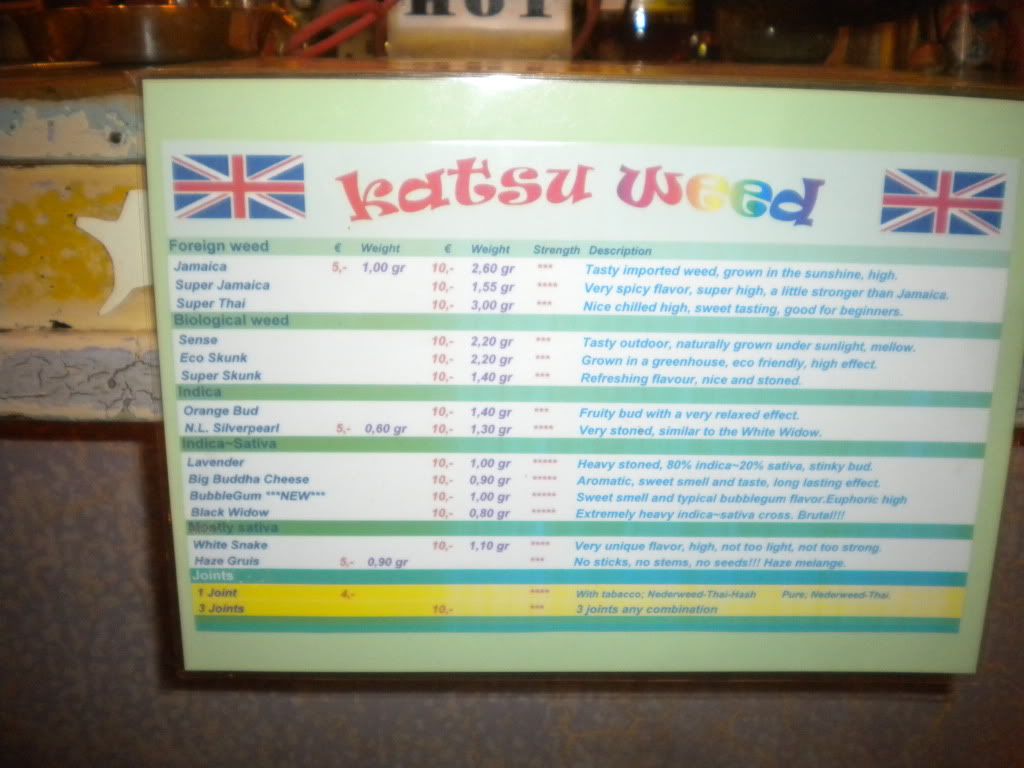 HOT
katsu weed
Foreign weed € Weight € Weight Strength Description
Jamaica 5,- 1,00 gr 10,- 2,60 gr *** Tasty imported weed, grown in the sunshine, high.
Super Jamaica 10,- 1,55 gr **** Very spicy flavor, super high, a little stronger than Jamaica.
Super Thai 10,- 3,00 gr *** Nice chilled high, sweet tasting, good for beginners.
Biological weed
Sense 10,- 2,20 gr *** Tasty outdoor, naturally grown under sunlight, mellow.
Eco Skunk 10,- 2,20 gr *** Grown in a greenhouse, eco friendly, high effect.
Super Skunk 10,- 1,40 gr *** Refreshing flavour, nice and stoned.
Indica
Orange Bud 10,- 1,40 gr *** Fruity bud with a very relaxed effect.
N.L. Silverpearl 5,- 0,60 gr 10,- 1,30 gr **** Very stoned, similar to the White Widow.
Indica~Sativa
Lavender 10,- 1,00 gr ***** Heavy stoned, 80% indica~20% sativa, stinky bud.
Big Buddha Cheese 10,- 0,90 gr ***** Aromatic, sweet smell and taste, long lasting effect.
BubbleGum ***NEW*** 10,- 1,00 gr ***** Sweet smell and typical bubblegum flavor.Euphoric high
Black Widow 10,- 0,80 gr ***** Extremely heavy indica~sativa cross. Brutal!!!
Mostly sativa
White Snake 10,- 1,10 gr **** Very unique flavor, high, not too light, not too strong.
Haze Gruis 5,- 0,90 gr *** No sticks, no stems, no seeds!!! Haze melange.
Joints
1 Joint 4,- **** With tabacco; Nederweed-Thai-Hash Pure, Nederweed-Thai.
3 Joints 10,- *** 3 joints any combination